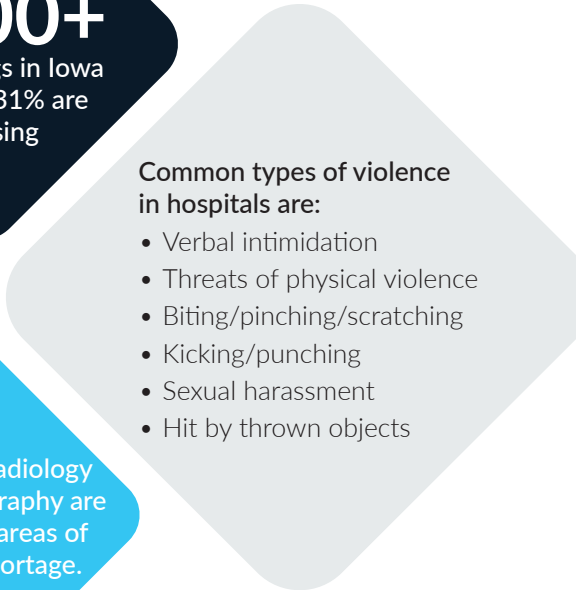 00+
s in Iowa
31% are
sing
Common types of violence
in hospitals are:
• Verbal intimidation
• Threats of physical violence
• Biting/pinching/scratching
• Kicking/punching
• Sexual harassment
• Hit by thrown objects
adiology
raphy are
areas of
ortage.